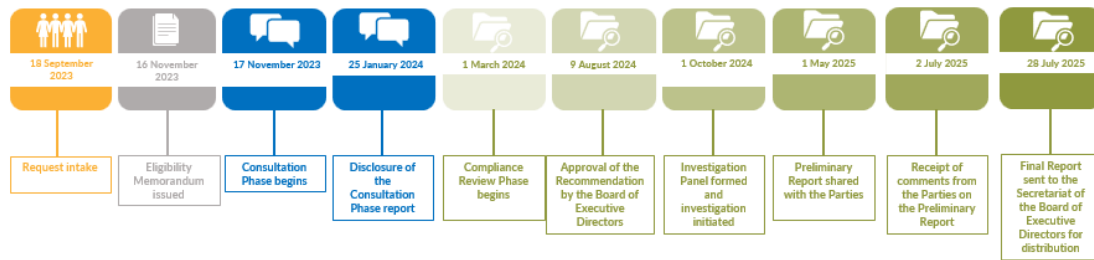 18 September
2023
16 November
2023
17 November 2023
25 January 2024
1 March 2024
9 August 2024
1 October 2024
1 May 2025
2 July 2025
28 July 2025
Request intake
Eligibility
Memorandum
issued
Consultation
Phase begins
Disclosure of
the
Consultation
Phase report
Compliance
Review Phase
begins
Approval of the
Recommendation
by the Board of
Executive
Directors
Investigation
Panel formed
and
investigation
initiated
Preliminary
Report shared
with the Parties
Receipt of
comments from
the Parties on
the Preliminary
Report
Final Report
sent to the
Secretariat of
the Board of
Executive
Directors for
distribution